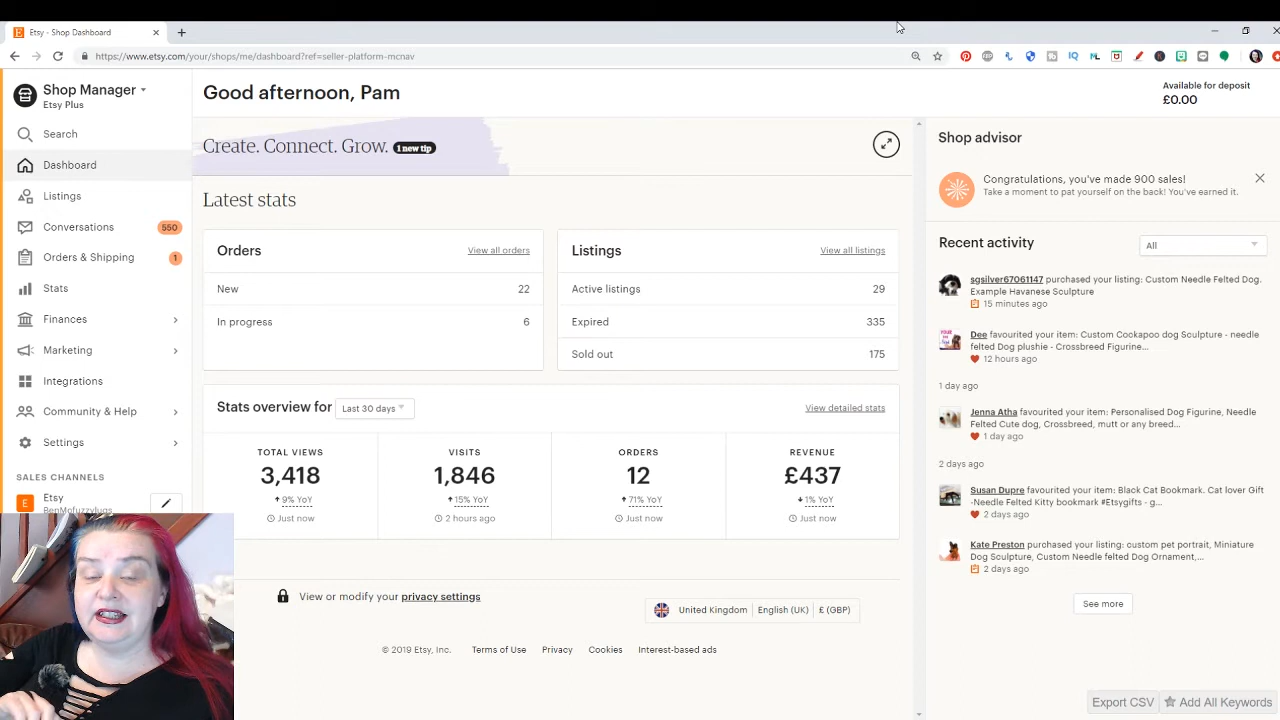 Etsy - Shop Dashboard
https://www.etsy.com/your/shops/me/dashboard?ref=seller-platform-mcnav
Shop Manager
Etsy Plus
Search
Dashboard
Listings
Conversations 550
Orders & Shipping 1
Stats
Finances
Marketing
Integrations
Community & Help
Settings
SALES CHANNELS
Etsy
BenMcfuzzylugs
Good afternoon, Pam
Available for deposit
£0.00
Create. Connect. Grow. 1 new tip
Latest stats
Orders View all orders
New 22
In progress 6
Listings View all listings
Active listings 29
Expired 335
Sold out 175
Stats overview for Last 30 days View detailed stats
TOTAL VIEWS
3,418
9% YoY
Just now
VISITS
1,846
15% YoY
2 hours ago
ORDERS
12
71% YoY
Just now
REVENUE
£437
1% YoY
Just now
View or modify your privacy settings
United Kingdom English (UK) £ (GBP)
© 2019 Etsy, Inc. Terms of Use Privacy Cookies Interest-based ads
Shop advisor
Congratulations, you've made 900 sales!
Take a moment to pat yourself on the back! You've earned it.
Recent activity All
sgsilver67061147 purchased your listing: Custom Needle Felted Dog.
Example Havanese Sculpture
15 minutes ago
Dee favourited your item: Custom Cockapoo dog Sculpture - needle
felted Dog plushie - Crossbreed Figurine...
12 hours ago
1 day ago
Jenna Atha favourited your item: Personalised Dog Figurine, Needle
Felted Cute dog, Crossbreed, mutt or any breed...
1 day ago
2 days ago
Susan Dupre favourited your item: Black Cat Bookmark. Cat lover Gift
-Needle Felted Kitty bookmark #Etsygifts - g...
2 days ago
Kate Preston purchased your listing: custom pet portrait, Miniature
Dog Sculpture, Custom Needle felted Dog Ornament,...
2 days ago
See more
Export CSV Add All Keywords